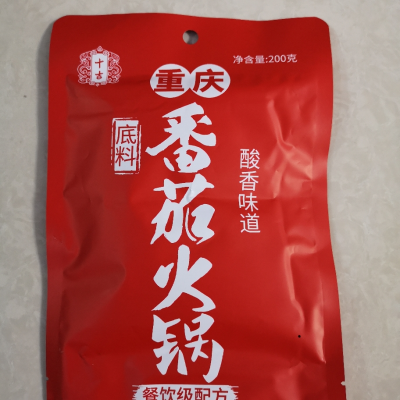 十吉
净含量:200克
重庆
番茄火锅
底料
酸香味道
餐饮级配方